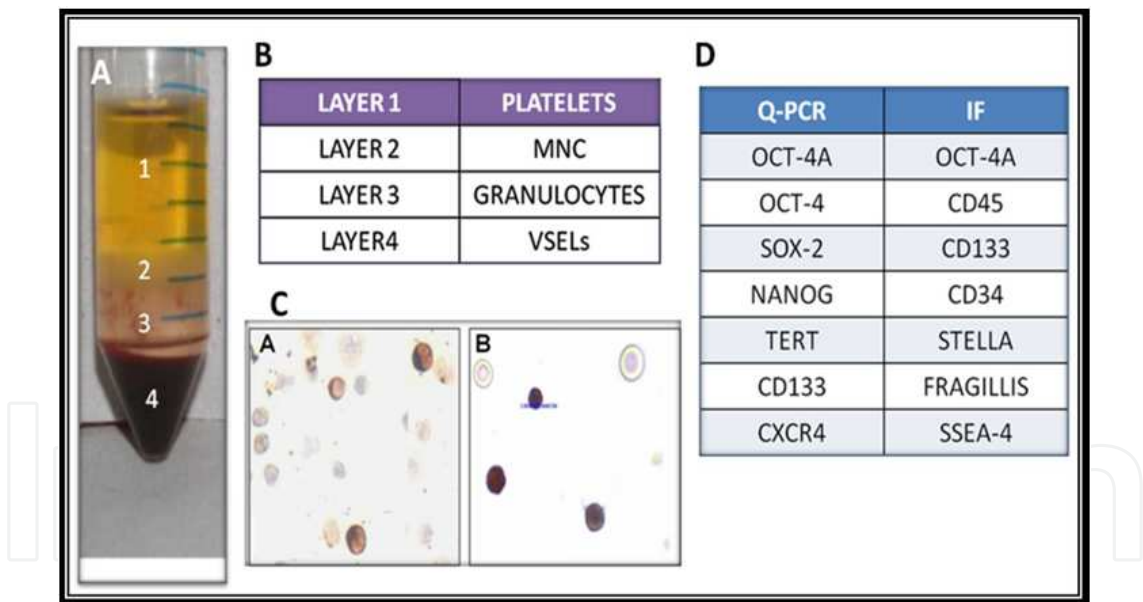 A
1
2
3
4
B
LAYER 1 PLATELETS
LAYER 2 MNC
LAYER 3 GRANULOCYTES
LAYER4 VSELs
C
A
B
D
Q-PCR IF
OCT-4A OCT-4A
OCT-4 CD45
SOX-2 CD133
NANOG CD34
TERT STELLA
CD133 FRAGILLIS
CXCR4 SSEA-4